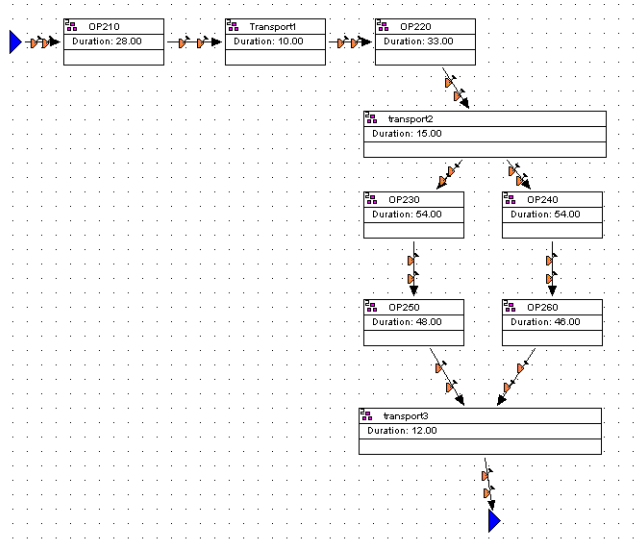 OP210
Duration: 28.00
Transport1
Duration: 10.00
OP220
Duration: 33.00
transport2
Duration: 15.00
OP230
Duration: 54.00
OP240
Duration: 54.00
OP250
Duration: 48.00
OP260
Duration: 46.00
transport3
Duration: 12.00